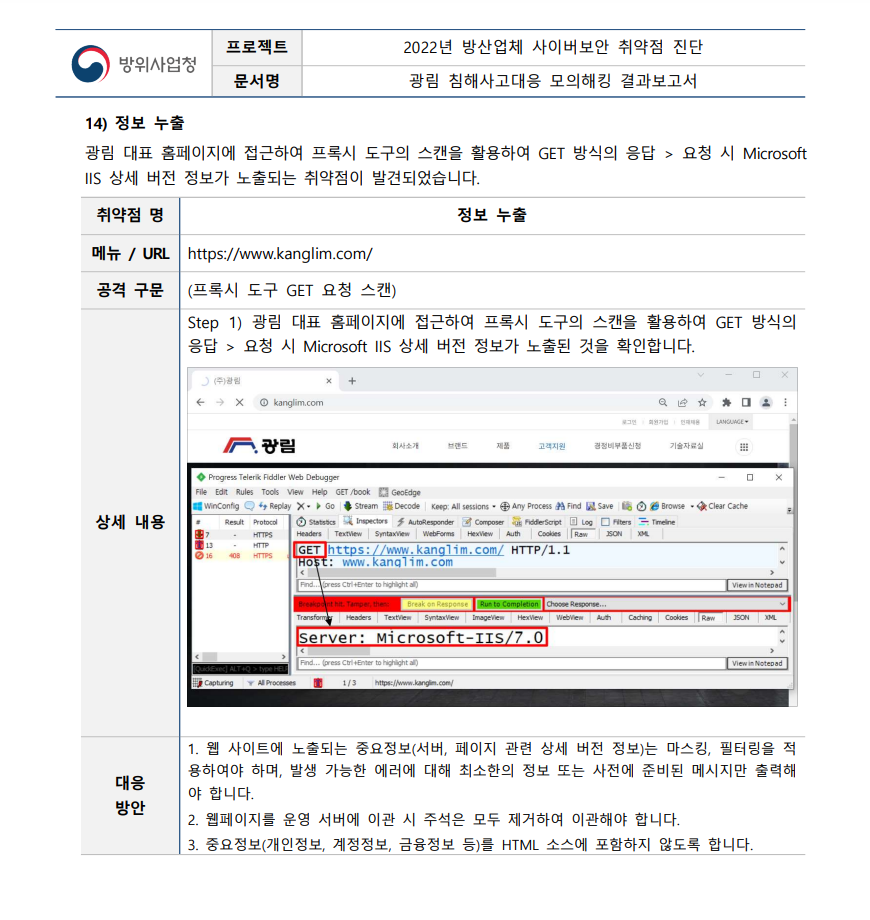 방위사업청
프로젝트
2022년 방산업체 사이버보안 취약점 진단
문서명
광림 침해사고대응 모의해킹 결과보고서
14) 정보 누출
광림 대표 홈페이지에 접근하여 프록시 도구의 스캔을 활용하여 GET 방식의 응답 > 요청 시 Microsoft
IIS 상세 버전 정보가 노출되는 취약점이 발견되었습니다.
취약점 명
정보 누출
메뉴 / URL
https://www.kanglim.com/
공격 구문
(프록시 도구 GET 요청 스캔)
상세 내용
Step 1) 광림 대표 홈페이지에 접근하여 프록시 도구의 스캔을 활용하여 GET 방식의
응답 > 요청 시 Microsoft IIS 상세 버전 정보가 노출된 것을 확인합니다.
(주)광림
kanglim.com
로그인 회원가입 인재채용 LANGUAGE
광림
회사소개 브랜드 제품 고객지원 경정비부품신청 기술자료실
Progress Telerik Fiddler Web Debugger
File Edit Rules Tools View Help GET /book GeoEdge
WinConfig Replay Go Stream Decode Keep: All sessions Any Process Find Save Browse Clear Cache
# Result Protocol
7 - HTTPS
13 - HTTP
16 408 HTTPS
Statistics Inspectors AutoResponder Composer FiddlerScript Log Filters Timeline
Headers TextView SyntaxView WebForms HexView Auth Cookies Raw JSON XML
GET https://www.kanglim.com/ HTTP/1.1
Host: www.kanglim.com
Find... (press Ctrl+Enter to highlight all)
View in Notepad
Breakpoint hit. Tamper, then:
Break on Response
Run to Completion
Choose Response...
Transformer Headers TextView SyntaxView ImageView HexView WebView Auth Caching Cookies Raw JSON XML
Server: Microsoft-IIS/7.0
Find... (press Ctrl+Enter to highlight all)
View in Notepad
[QuickExec] ALT+Q > type HEL
Capturing All Processes 1 / 3 https://www.kanglim.com/
대응
방안
1. 웹 사이트에 노출되는 중요정보(서버, 페이지 관련 상세 버전 정보)는 마스킹, 필터링을 적
용하여야 하며, 발생 가능한 에러에 대해 최소한의 정보 또는 사전에 준비된 메시지만 출력해
야 합니다.
2. 웹페이지를 운영 서버에 이관 시 주석은 모두 제거하여 이관해야 합니다.
3. 중요정보(개인정보, 계정정보, 금융정보 등)를 HTML 소스에 포함하지 않도록 합니다.